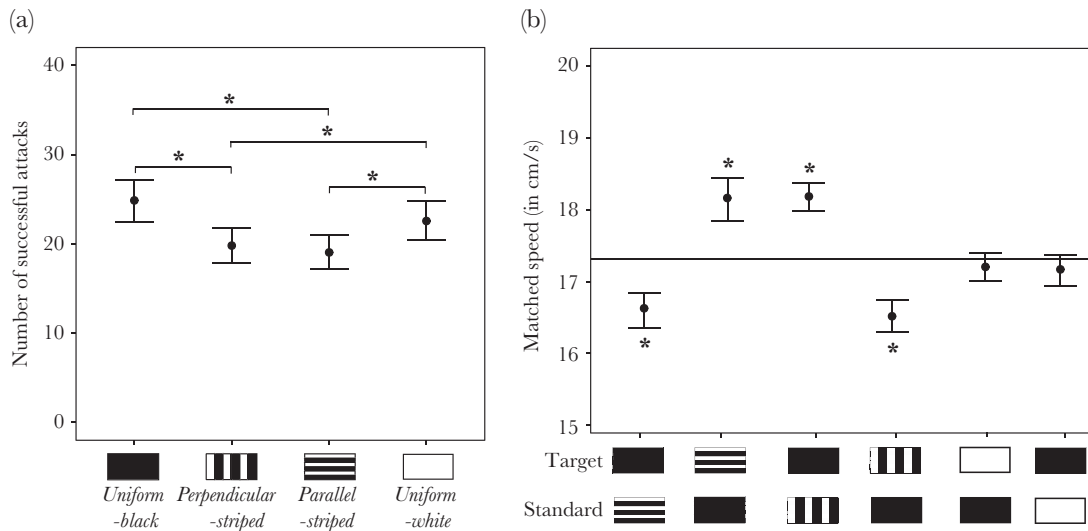 (a)
40
30
20
10
0
Number of successful attacks
*
*
*
*
Uniform Perpendicular Parallel Uniform
-black -striped -striped -white
(b)
20
19
18
17
16
15
Matched speed (in cm/s)
*
*
*
*
Target
Standard